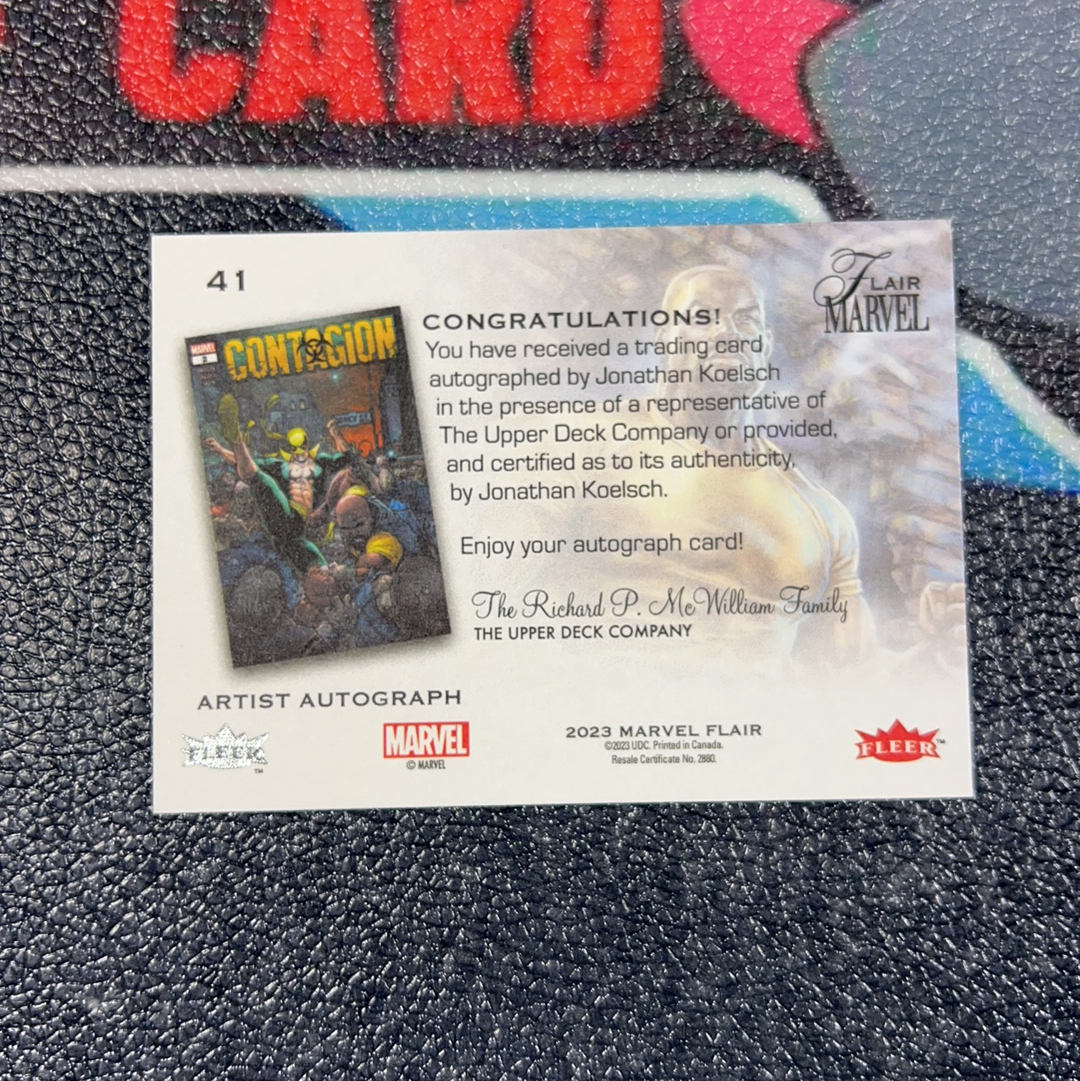 CARD
41
FLAIR
MARVEL
MARVEL
2
CONTAGION
CONGRATULATIONS!
You have received a trading card
autographed by Jonathan Koelsch
in the presence of a representative of
The Upper Deck Company or provided,
and certified as to its authenticity,
by Jonathan Koelsch.
Enjoy your autograph card!
The Richard P. McWilliam Family
THE UPPER DECK COMPANY
ARTIST AUTOGRAPH
FLEER
TM
MARVEL
© MARVEL
2023 MARVEL FLAIR
©2023 UDC. Printed in Canada.
Resale Certificate No. 2880.
FLEER
TM